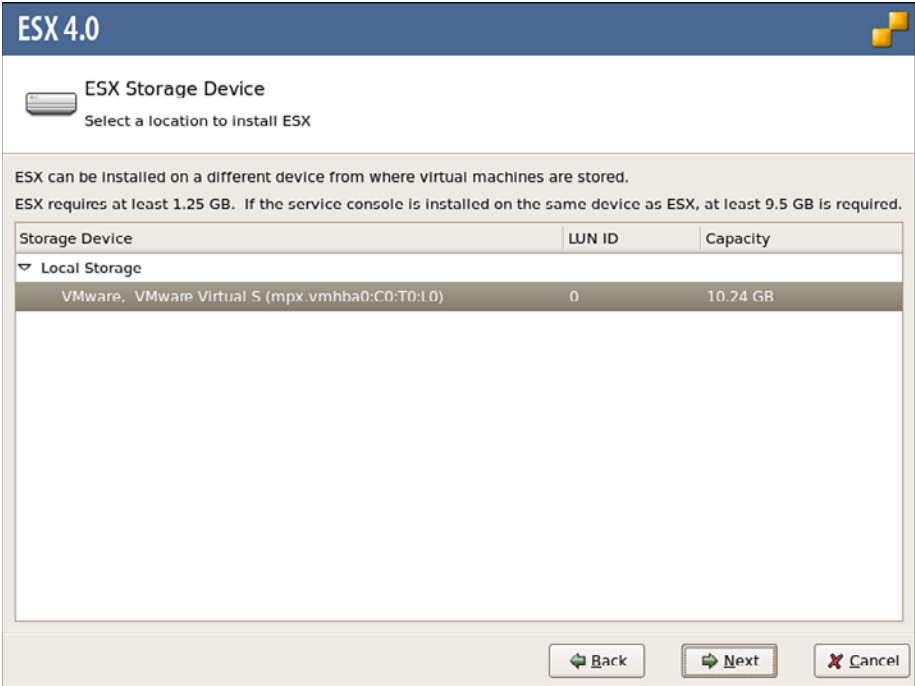 ESX 4.0
ESX Storage Device
Select a location to install ESX
ESX can be installed on a different device from where virtual machines are stored.
ESX requires at least 1.25 GB. If the service console is installed on the same device as ESX, at least 9.5 GB is required.
Storage Device LUN ID Capacity
Local Storage
VMware, VMware Virtual S (mpx.vmhba0:C0:T0:L0) 0 10.24 GB
Back Next Cancel